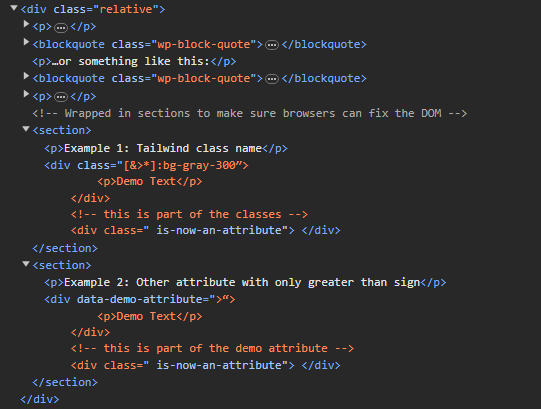 <div class="relative">
<p>…</p>
<blockquote class="wp-block-quote">…</blockquote>
<p>…or something like this:</p>
<blockquote class="wp-block-quote">…</blockquote>
<p>…</p>
<!-- Wrapped in sections to make sure browsers can fix the DOM -->
<section>
<p>Example 1: Tailwind class name</p>
<div class="[&>*]:bg-gray-300“>
<p>Demo Text</p>
</div>
<!-- this is part of the classes -->
<div class=" is-now-an-attribute"> </div>
</section>
<section>
<p>Example 2: Other attribute with only greater than sign</p>
<div data-demo-attribute=">“>
<p>Demo Text</p>
</div>
<!-- this is part of the demo attribute -->
<div class=" is-now-an-attribute"> </div>
</section>
</div>